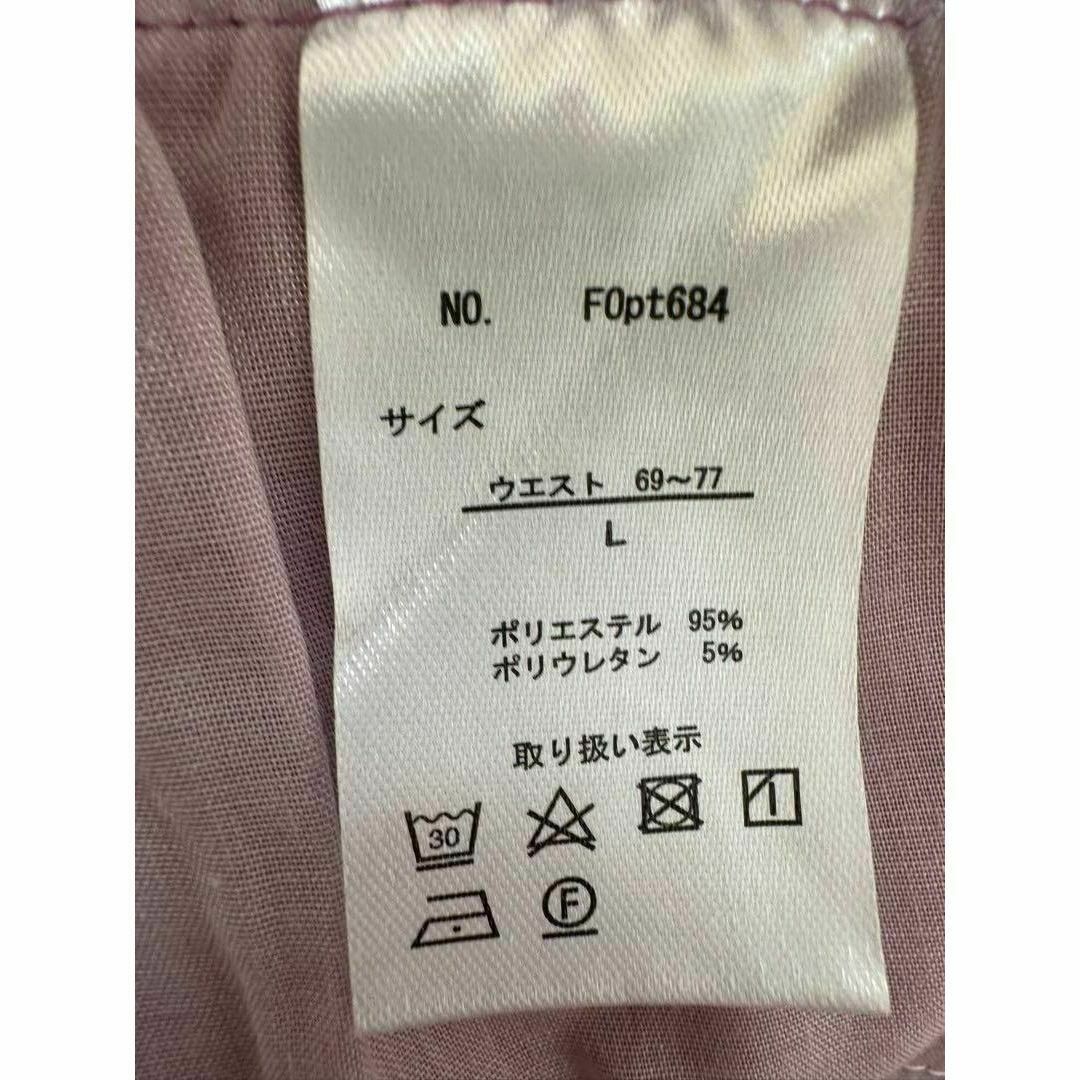 NO. F0pt684
サイズ
ウエスト 69～77
L
ポリエステル 95%
ポリウレタン 5%
取り扱い表示
30
F